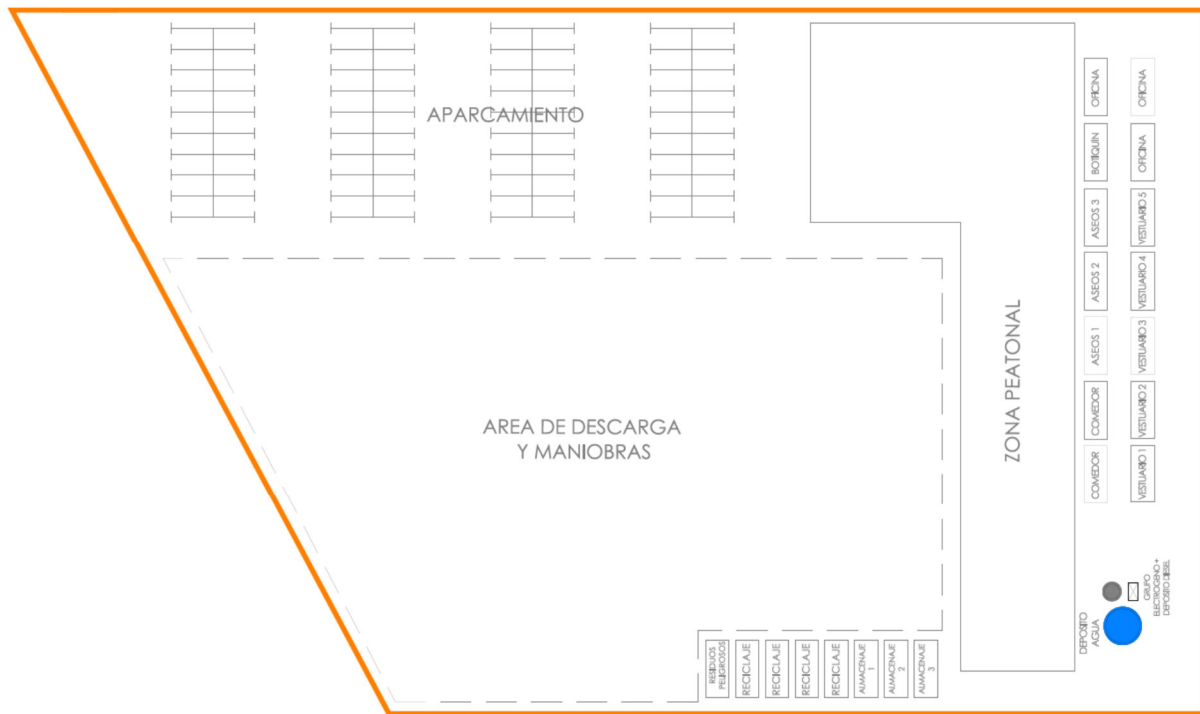 APARCAMIENTO
AREA DE DESCARGA
Y MANIOBRAS
ZONA PEATONAL
OFICINA
OFICINA
BOTIQUIN
OFICINA
ASEOS 3
VESTUARIO 5
ASEOS 2
VESTUARIO 4
ASEOS 1
VESTUARIO 3
COMEDOR
VESTUARIO 2
COMEDOR
VESTUARIO 1
GRUPO
ELECTROGENO +
DEPOSITO DIESEL
DEPOSITO
AGUA
RESIDUOS
PELIGROSOS
RECICLAJE
RECICLAJE
RECICLAJE
RECICLAJE
ALMACENAJE
1
ALMACENAJE
2
ALMACENAJE
3